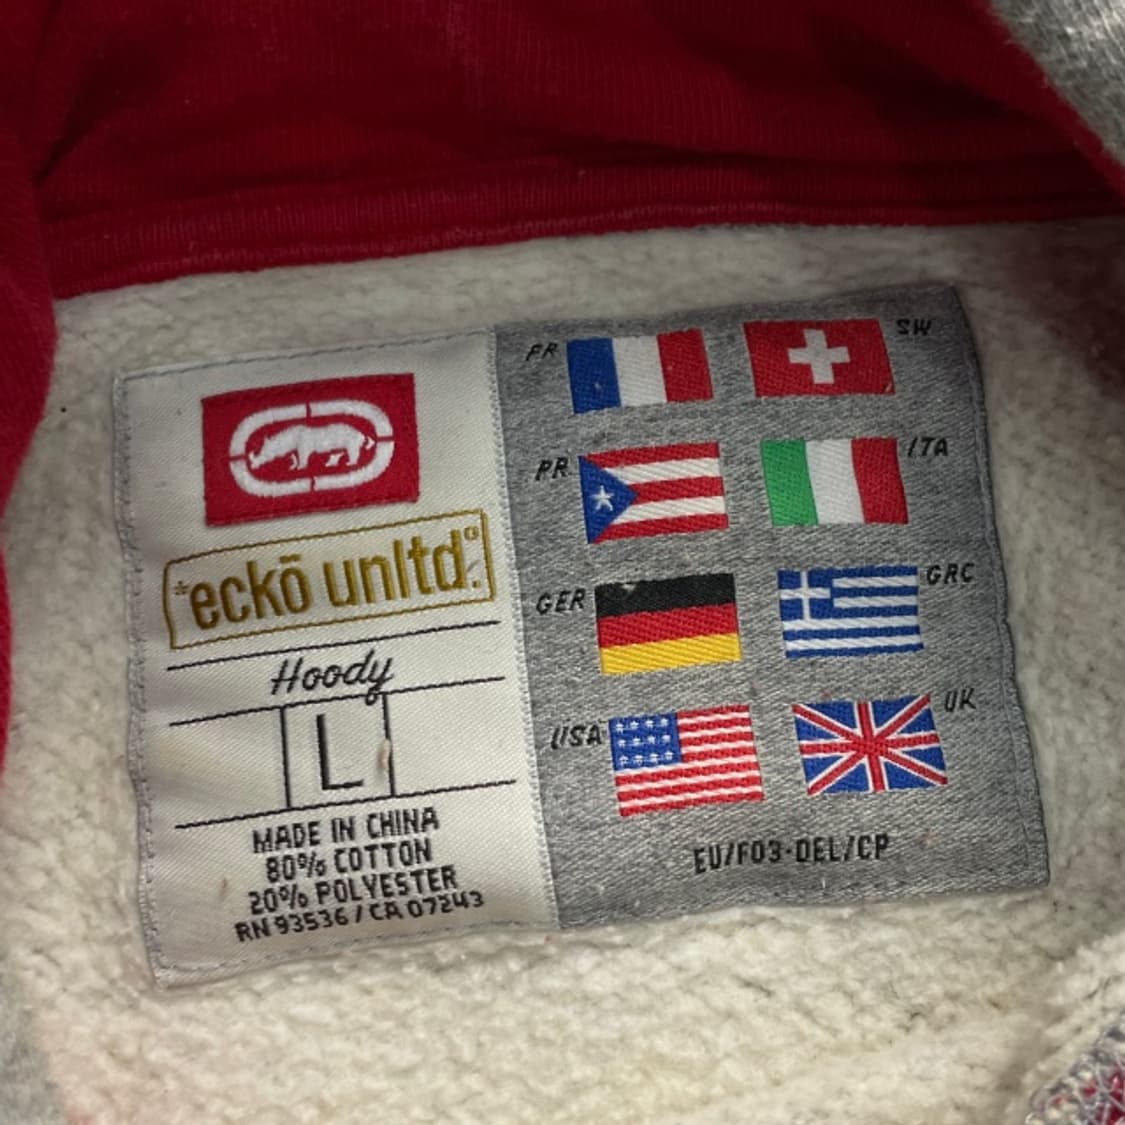 *eckō unltd.®
Hoody
L
MADE IN CHINA
80% COTTON
20% POLYESTER
RN 93536 / CA 07243
FR
SW
PR
ITA
GER
GRC
USA
UK
EU/F03-DEL/CP